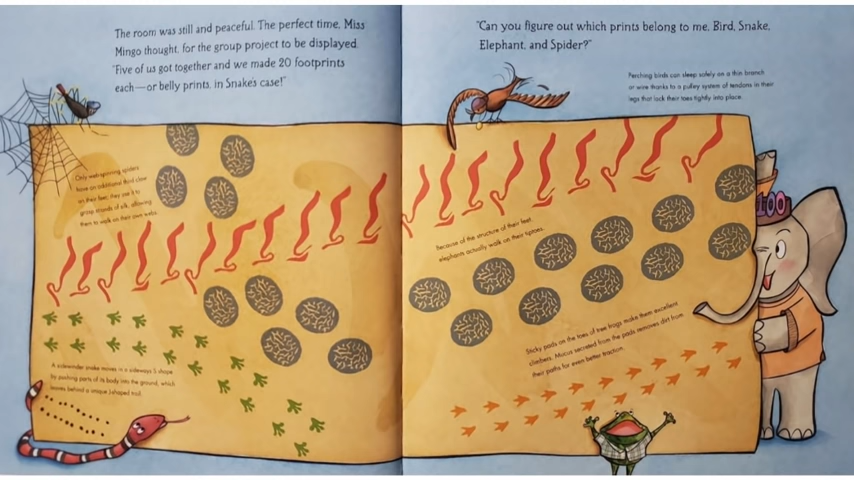 The room was still and peaceful. The perfect time, Miss
Mingo thought, for the group project to be displayed.
"Five of us got together and we made 20 footprints
each—or belly prints, in Snake's case!"
Only web-spinning spiders
have an additional third claw
on their feet; they use it to
grasp strands of silk, allowing
them to walk on their own webs.
A sidewinder snake moves in a sideways S shape
by pushing parts of its body into the ground, which
leaves behind a unique J-shaped trail.
"Can you figure out which prints belong to me, Bird, Snake,
Elephant, and Spider?"
Perching birds can sleep safely on a thin branch
or wire thanks to a pulley system of tendons in their
legs that lock their toes tightly into place.
100
Because of the structure of their feet,
elephants actually walk on their tiptoes.
Sticky pads on the toes of tree frogs make them excellent
climbers. Mucus secreted from the pads removes dirt from
their paths for even better traction.